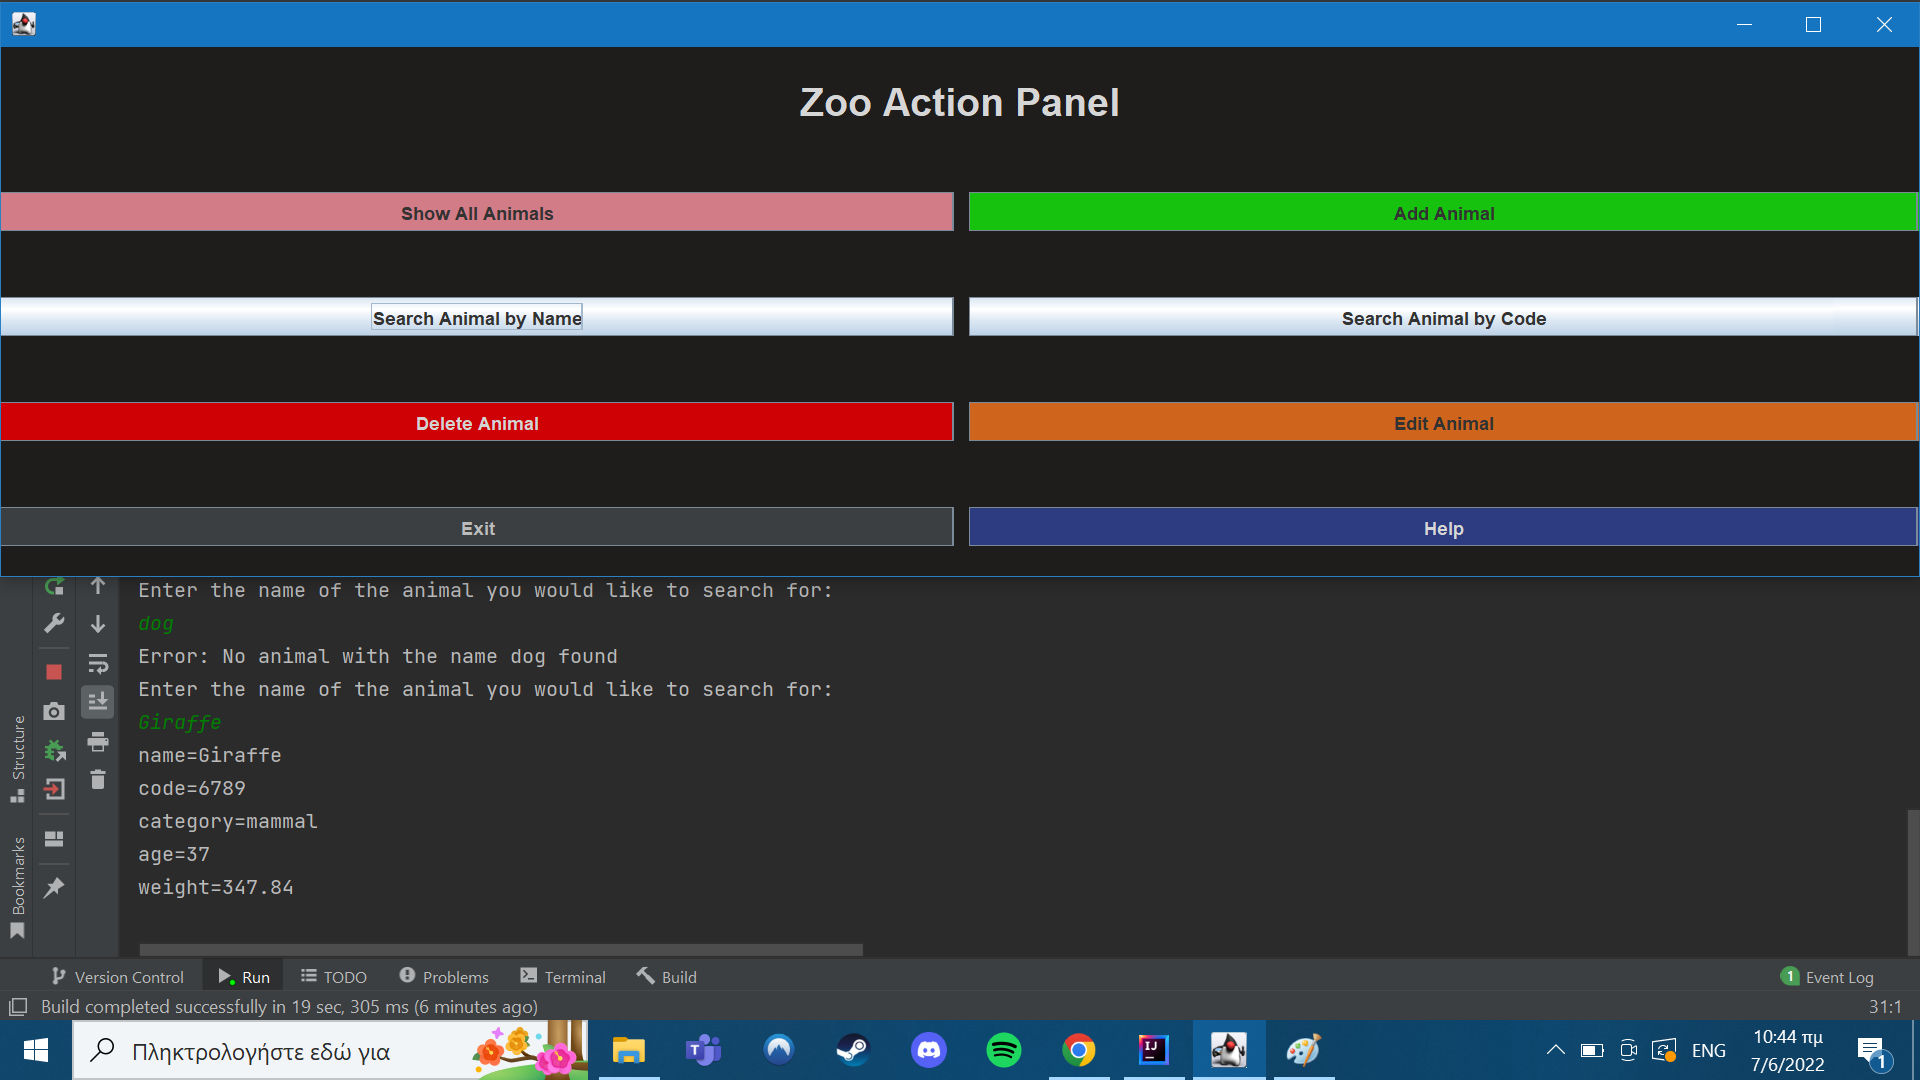 Zoo Action Panel
Show All Animals
Add Animal
Search Animal by Name
Search Animal by Code
Delete Animal
Edit Animal
Exit
Help
Enter the name of the animal you would like to search for:
dog
Error: No animal with the name dog found
Enter the name of the animal you would like to search for:
Giraffe
name=Giraffe
code=6789
category=mammal
age=37
weight=347.84
Structure
Bookmarks
Version Control
Run
TODO
Problems
Terminal
Build
1 Event Log
Build completed successfully in 19 sec, 305 ms (6 minutes ago)
31:1
Πληκτρολογήστε εδώ για
T
IJ
ENG
10:44 πμ
7/6/2022
1